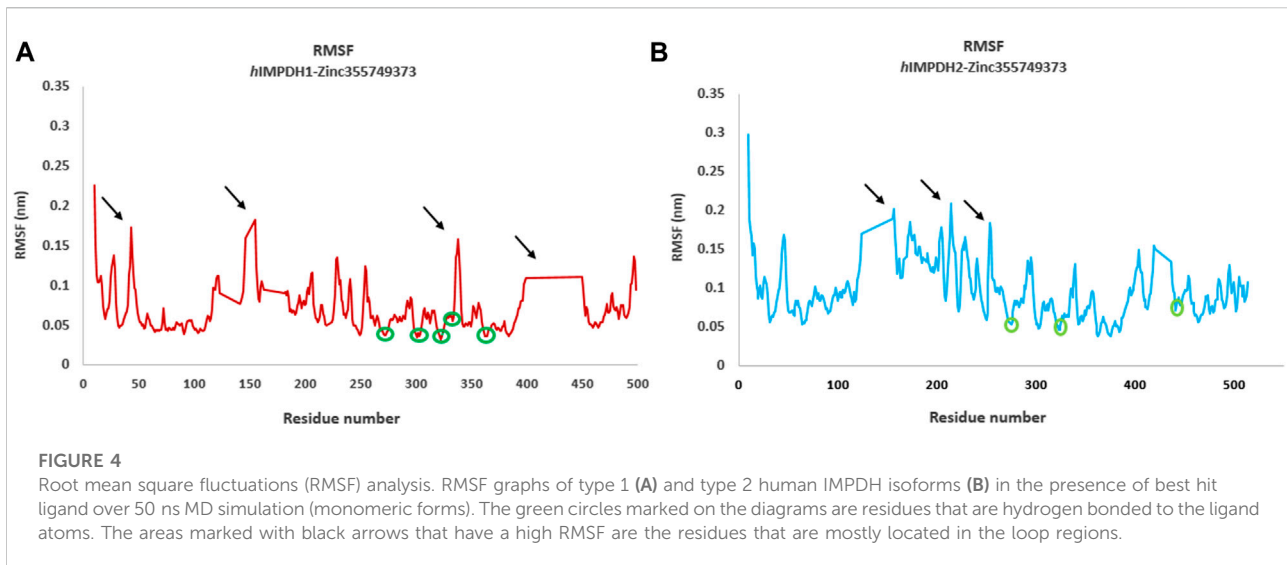 A
RMSF
hIMPDH1-Zinc355749373
0.35
0.3
0.25
0.2
0.15
0.1
0.05
0
RMSF (nm)
0 50 100 150 200 250 300 350 400 450 500
Residue number
B
RMSF
hIMPDH2-Zinc355749373
0.35
0.3
0.25
0.2
0.15
0.1
0.05
0
RMSF (nm)
0 100 200 300 400 500
Residue number
FIGURE 4
Root mean square fluctuations (RMSF) analysis. RMSF graphs of type 1 (A) and type 2 human IMPDH isoforms (B) in the presence of best hit
ligand over 50 ns MD simulation (monomeric forms). The green circles marked on the diagrams are residues that are hydrogen bonded to the ligand
atoms. The areas marked with black arrows that have a high RMSF are the residues that are mostly located in the loop regions.